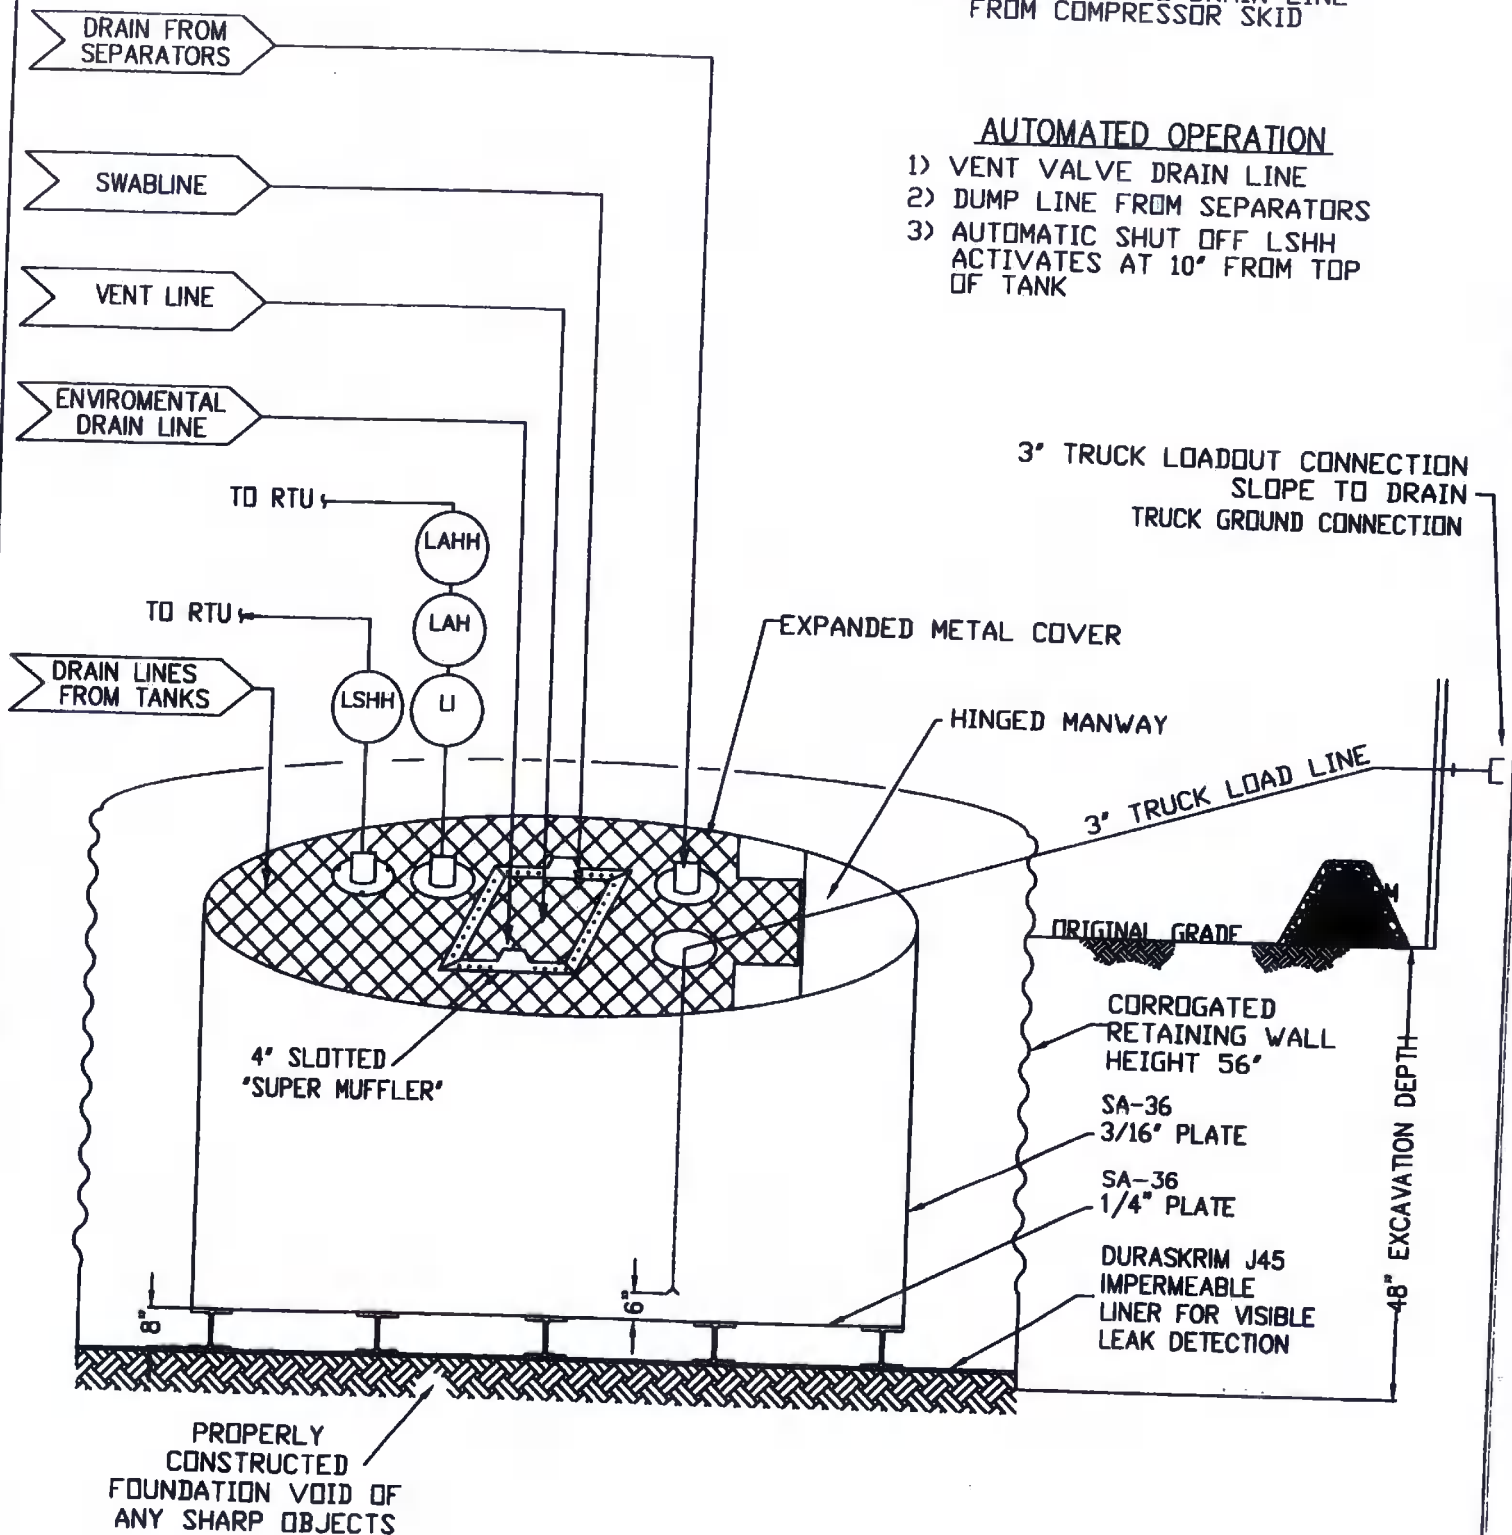 FROM COMPRESSOR SKID
DRAIN FROM
SEPARATORS
AUTOMATED OPERATION
1) VENT VALVE DRAIN LINE
2) DUMP LINE FROM SEPARATORS
3) AUTOMATIC SHUT OFF LSHH
ACTIVATES AT 10" FROM TOP
OF TANK
SWABLINE
VENT LINE
ENVIROMENTAL
DRAIN LINE
TO RTU
LAHH
LAH
LI
TO RTU
LSHH
DRAIN LINES
FROM TANKS
3" TRUCK LOADOUT CONNECTION
SLOPE TO DRAIN
TRUCK GROUND CONNECTION
EXPANDED METAL COVER
HINGED MANWAY
3" TRUCK LOAD LINE
ORIGINAL GRADE
4" SLOTTED
"SUPER MUFFLER"
CORROGATED
RETAINING WALL
HEIGHT 56"
SA-36
3/16" PLATE
SA-36
1/4" PLATE
DURASKRIM J45
IMPERMEABLE
LINER FOR VISIBLE
LEAK DETECTION
48" EXCAVATION DEPTH
8"
6"
PROPERLY
CONSTRUCTED
FOUNDATION VOID OF
ANY SHARP OBJECTS